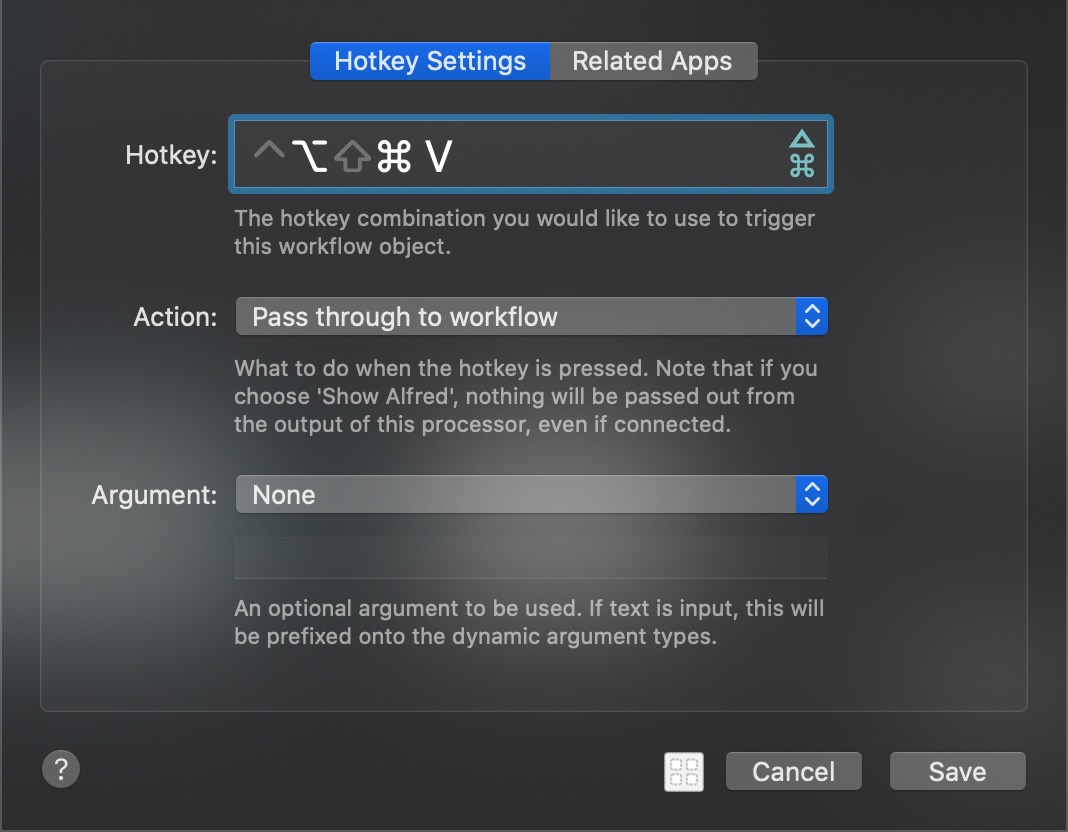 Hotkey Settings Related Apps
Hotkey: ⌃⌥⇧⌘ V
The hotkey combination you would like to use to trigger
this workflow object.
Action: Pass through to workflow
What to do when the hotkey is pressed. Note that if you
choose 'Show Alfred', nothing will be passed out from
the output of this processor, even if connected.
Argument: None
An optional argument to be used. If text is input, this will
be prefixed onto the dynamic argument types.
? Cancel Save